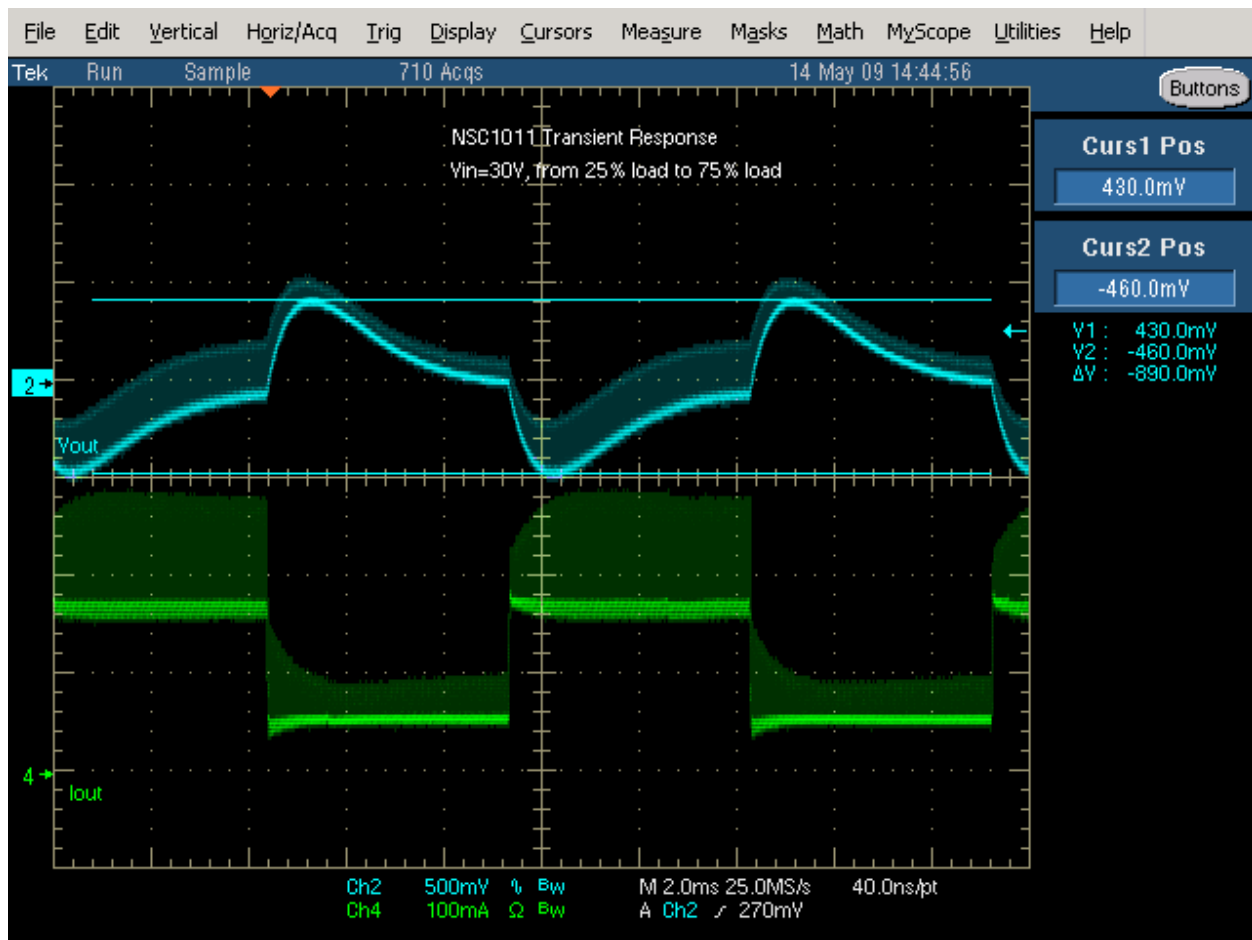 File Edit Vertical Horiz/Acq Trig Display Cursors Measure Masks Math MyScope Utilities Help
Tek Run Sample 710 Acqs 14 May 09 14:44:56
Buttons
NSC1011 Transient Response
Vin=30V, from 25% load to 75% load
Curs1 Pos
430.0mV
Curs2 Pos
-460.0mV
V1 : 430.0mV
V2 : -460.0mV
ΔV : -890.0mV
2
Vout
4
Iout
Ch2 500mV ∿ Bw M 2.0ms 25.0MS/s 40.0ns/pt
Ch4 100mA Ω Bw A Ch2 ⁄ 270mV